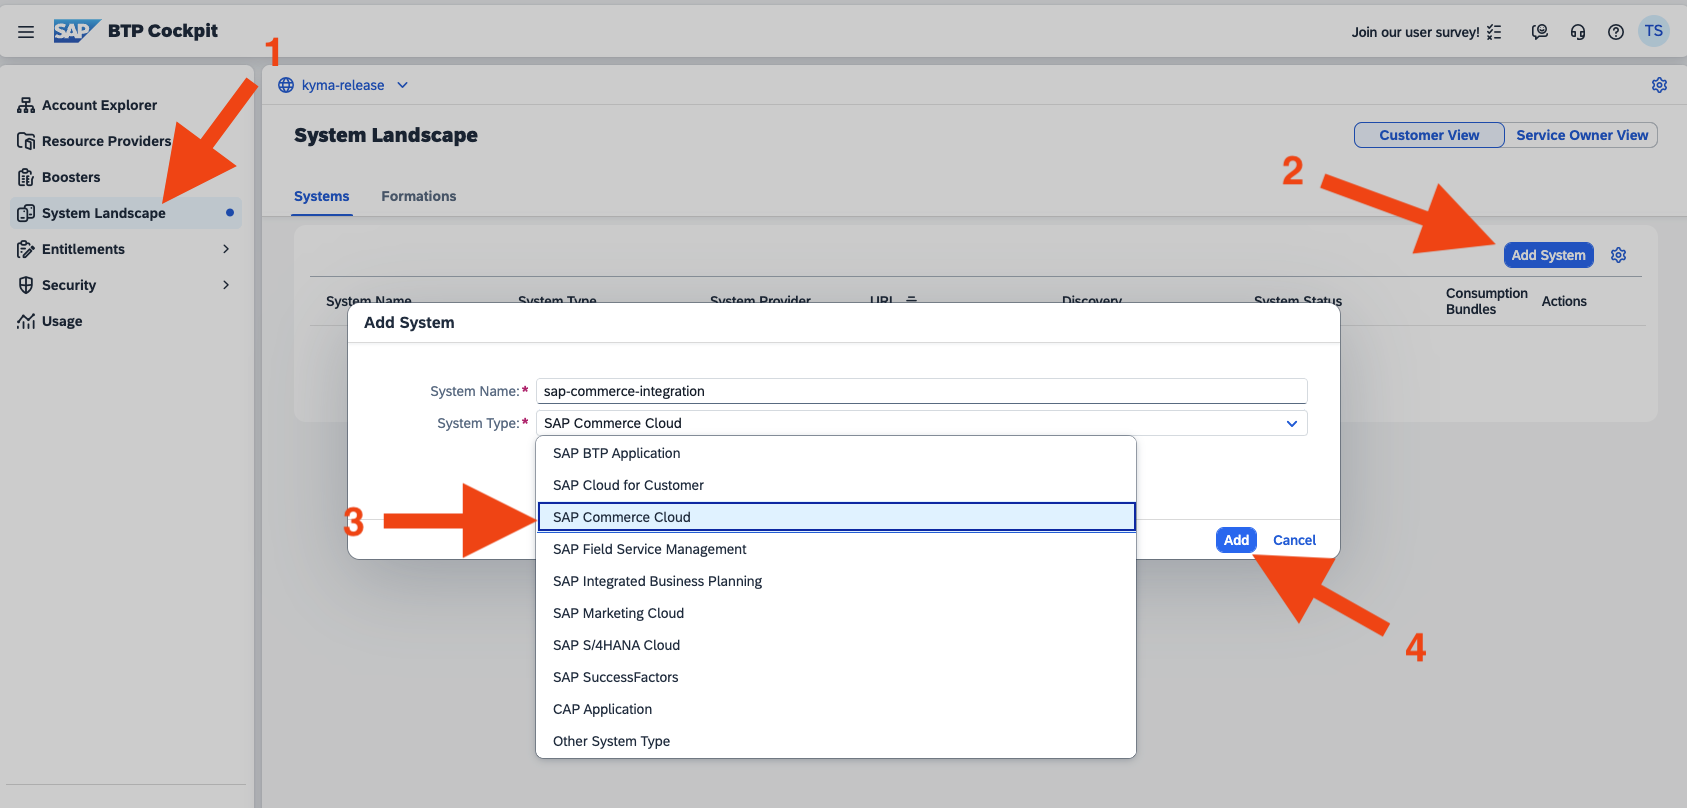 SAP BTP Cockpit
Join our user survey!
TS
1
Account Explorer
Resource Providers
Boosters
System Landscape
Entitlements
Security
Usage
kyma-release
System Landscape
Customer View
Service Owner View
2
Systems
Formations
Add System
System Name
System Type
System Provider
URL
Discovery
System Status
Consumption
Bundles
Actions
Add System
System Name:*
sap-commerce-integration
System Type:*
SAP Commerce Cloud
SAP BTP Application
SAP Cloud for Customer
3
SAP Commerce Cloud
SAP Field Service Management
SAP Integrated Business Planning
SAP Marketing Cloud
SAP S/4HANA Cloud
SAP SuccessFactors
CAP Application
Other System Type
Add
Cancel
4